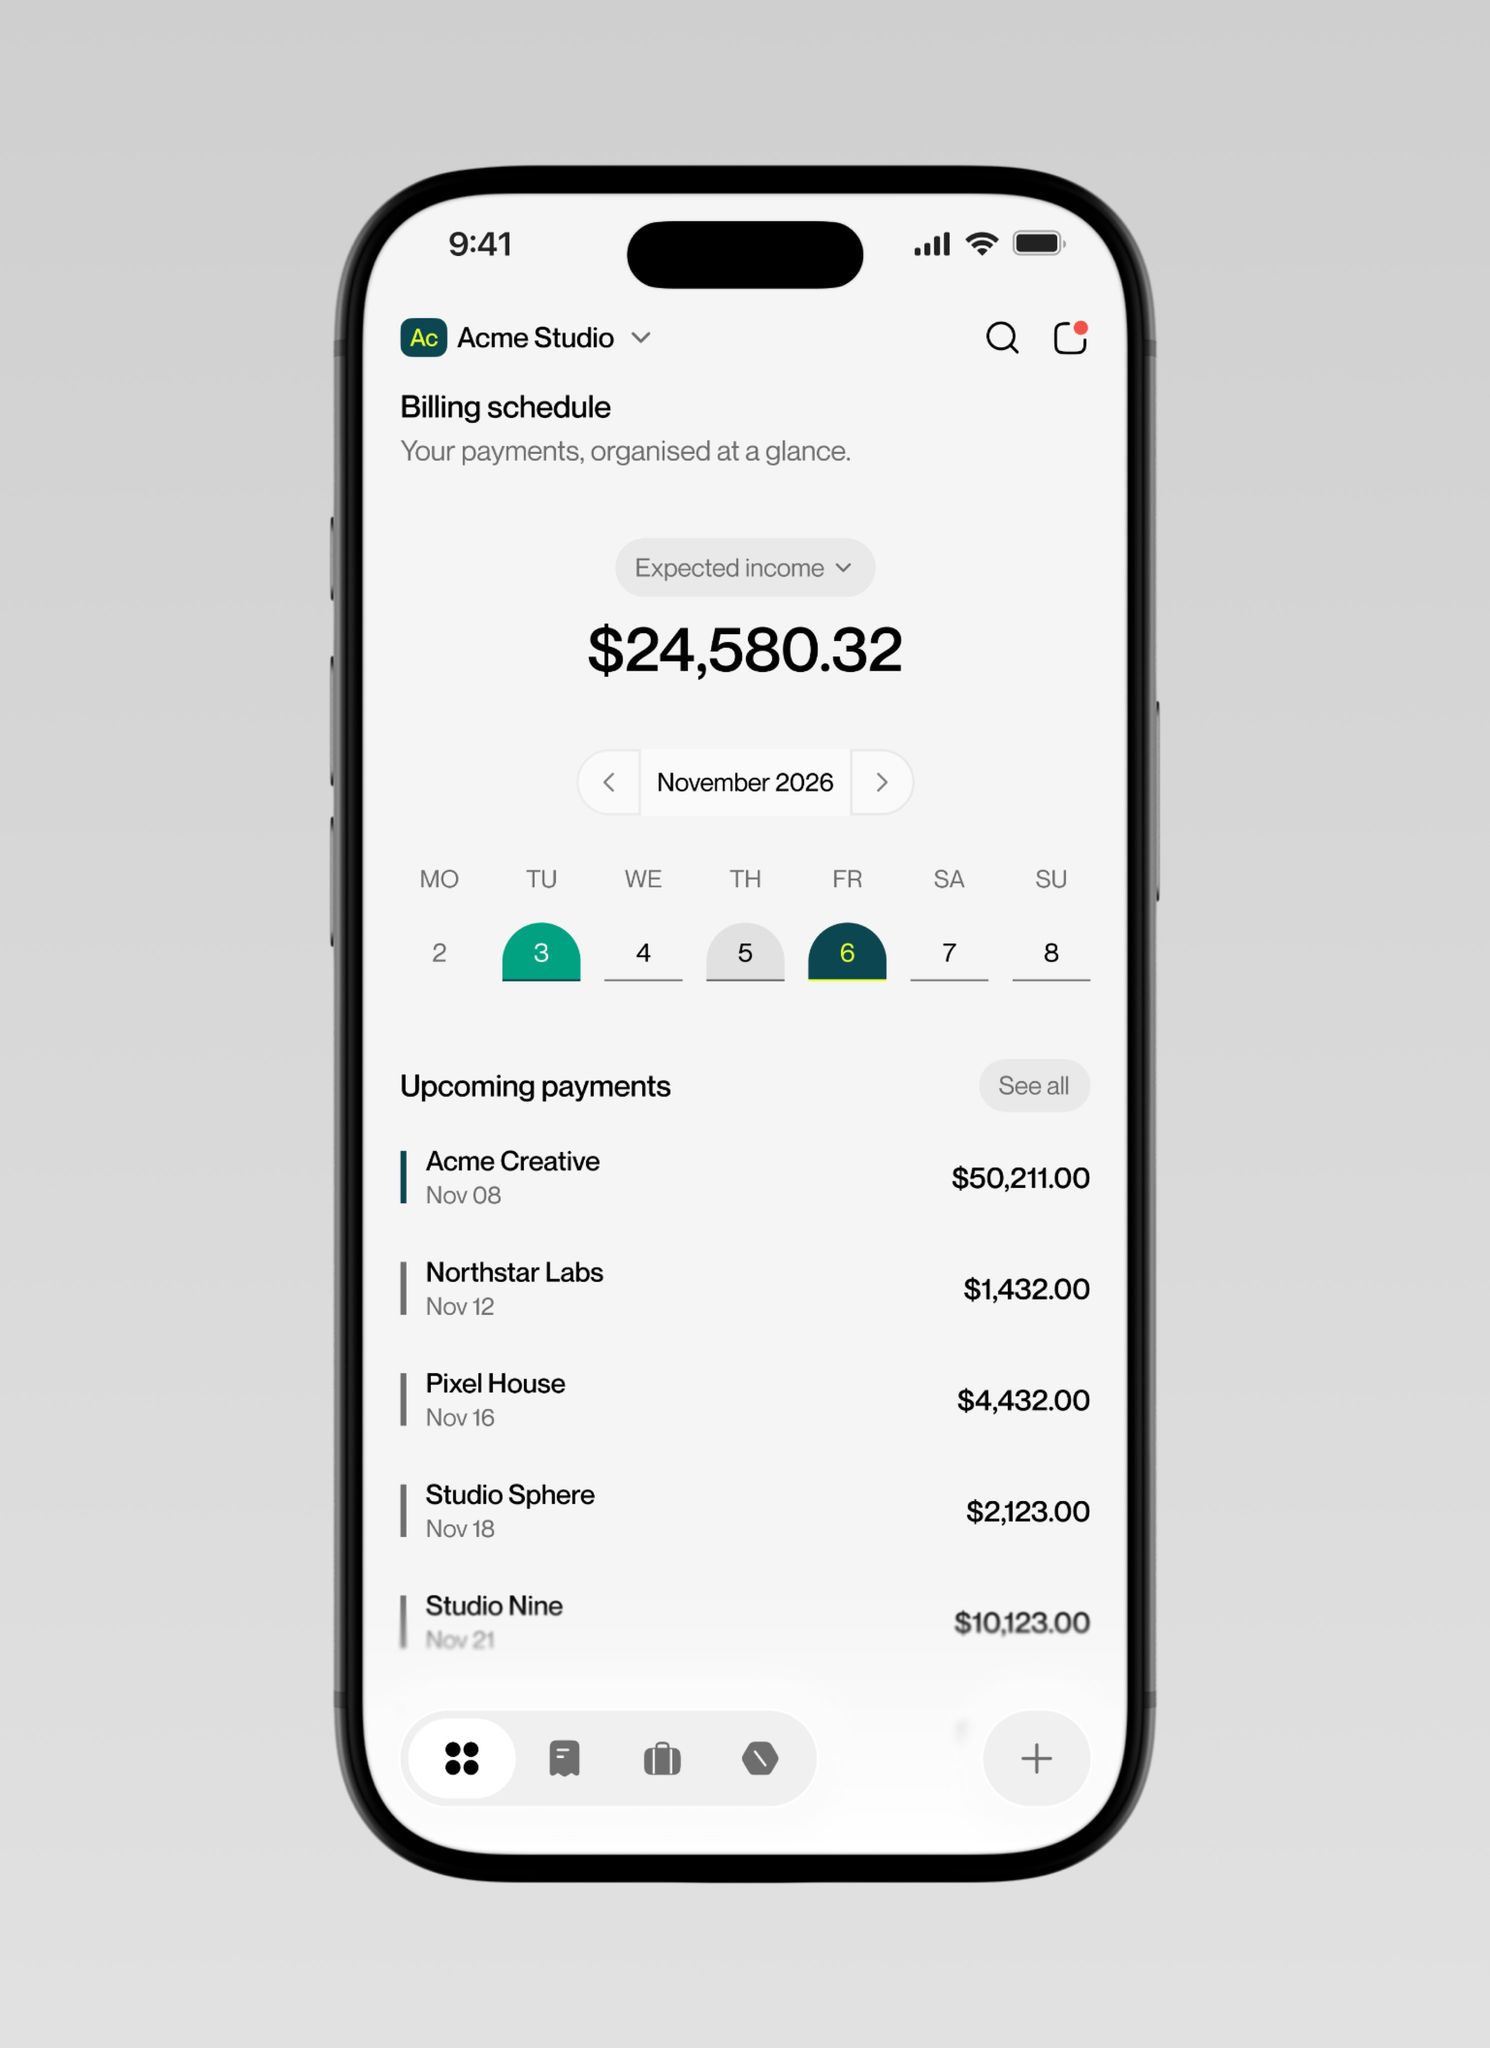 9:41
Ac Acme Studio
Billing schedule
Your payments, organised at a glance.
Expected income
$24,580.32
November 2026
MO TU WE TH FR SA SU
2 3 4 5 6 7 8
Upcoming payments See all
Acme Creative
Nov 08
$50,211.00
Northstar Labs
Nov 12
$1,432.00
Pixel House
Nov 16
$4,432.00
Studio Sphere
Nov 18
$2,123.00
Studio Nine
Nov 21
$10,123.00